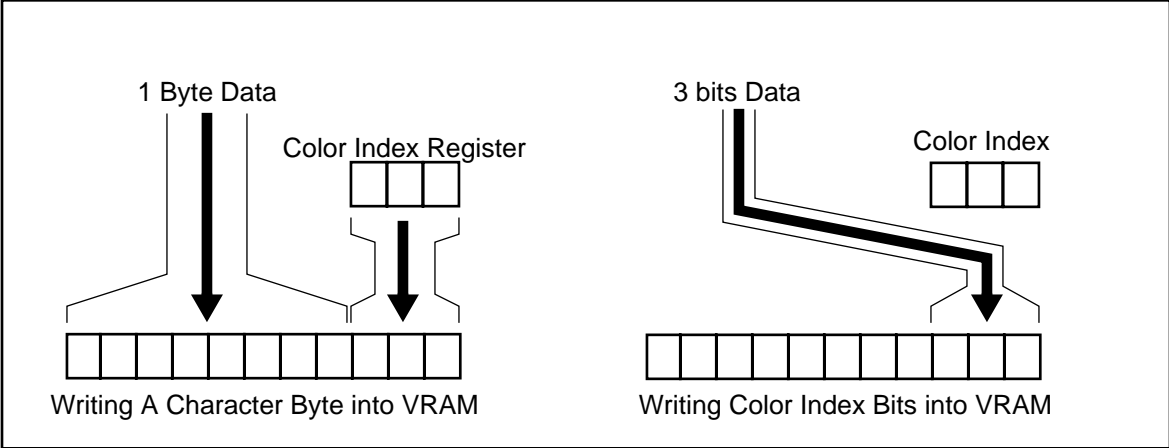 1 Byte Data
Color Index Register
Writing A Character Byte into VRAM
3 bits Data
Color Index
Writing Color Index Bits into VRAM